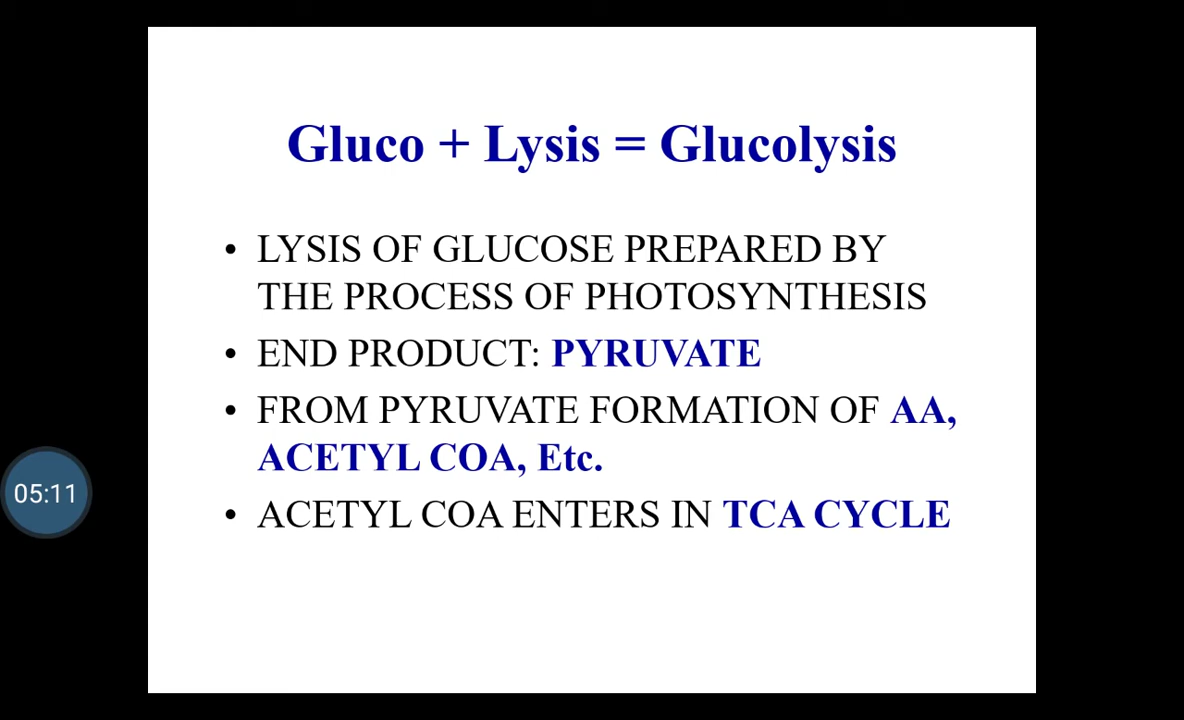 Gluco + Lysis = Glucolysis
• LYSIS OF GLUCOSE PREPARED BY
THE PROCESS OF PHOTOSYNTHESIS
• END PRODUCT: PYRUVATE
• FROM PYRUVATE FORMATION OF AA,
ACETYL COA, Etc.
05:11
• ACETYL COA ENTERS IN TCA CYCLE